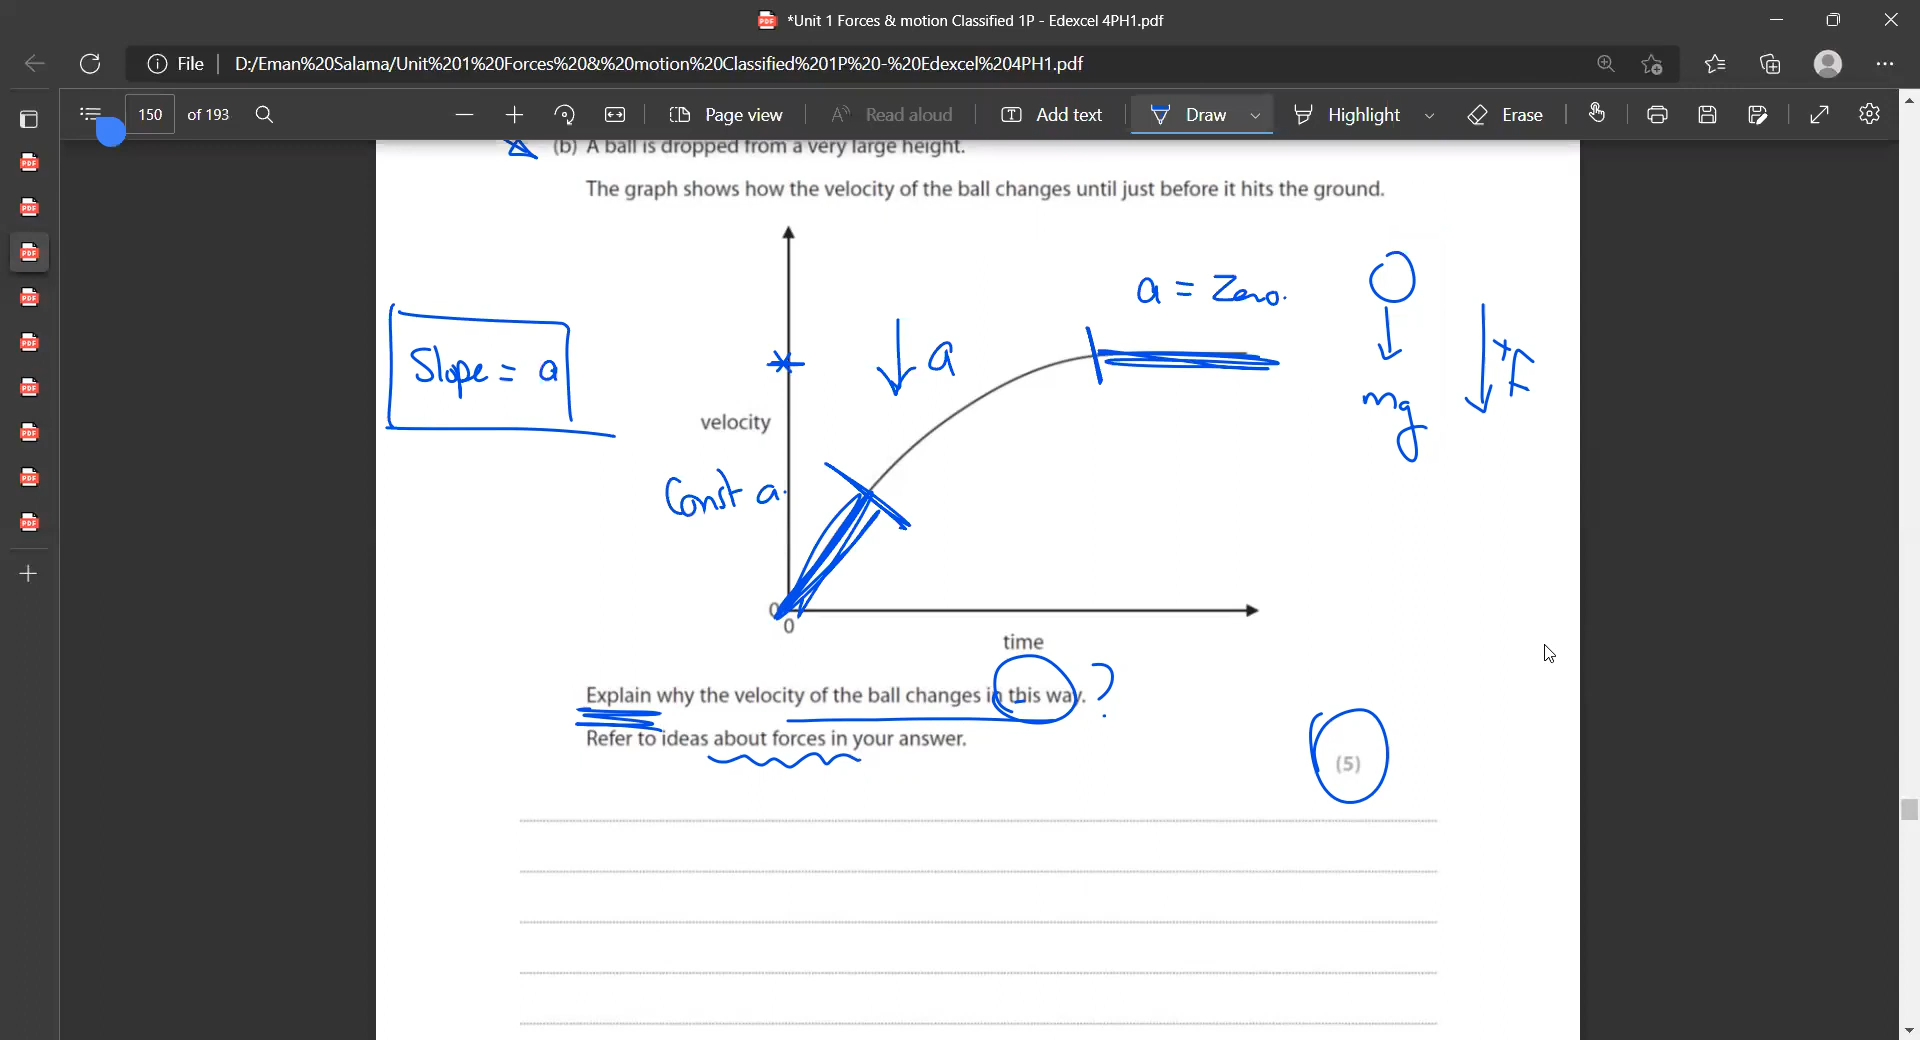 *Unit 1 Forces & motion Classified 1P - Edexcel 4PH1.pdf
File D:/Eman%20Salama/Unit%201%20Forces%20&%20motion%20Classified%201P%20-%20Edexcel%204PH1.pdf
150 of 193 Page view Read aloud Add text Draw Highlight Erase
(b) A ball is dropped from a very large height.
The graph shows how the velocity of the ball changes until just before it hits the ground.
a = Zero.
Slope = a
a
velocity
mg
Const a.
0
0
time
Explain why the velocity of the ball changes in this way. ?
Refer to ideas about forces in your answer.
(5)